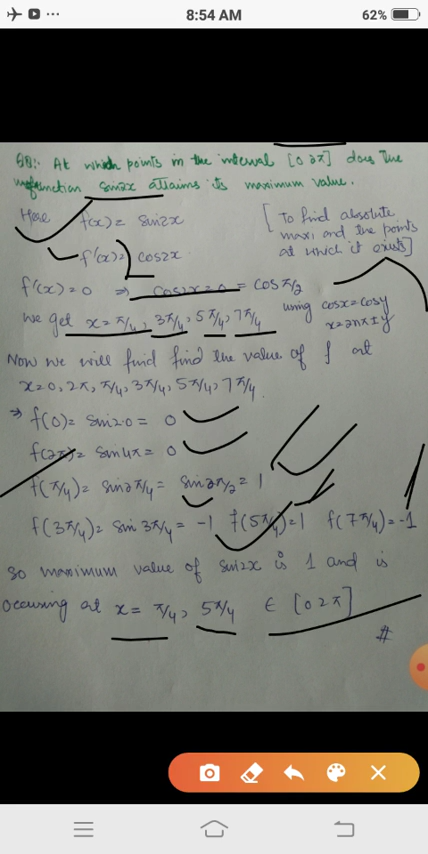 8:54 AM
62%
Q8:. At which points in the interval [0 2π] does the
function sin2x attains its maximum value.
Here f(x) = sin2x
[To find absolute
max, and the points
at which it exists]
f'(x) = cos2x
f'(x) = 0 ⇒ cos2x = 0 = cos π/2
using cosx = cosy
x = 2nπ ± y
We get x = π/4, 3π/4, 5π/4, 7π/4
Now we will find find the value of f at
x = 0, 2π, π/4, 3π/4, 5π/4, 7π/4.
⇒ f(0) = sin2.0 = 0
f(2π) = sin4π = 0
f(π/4) = sin2π/4 = sin2π/2 = 1
f(3π/4) = sin 3π/4 = -1 f(5π/4) = 1 f(7π/4) = -1
So maximum value of sin2x is 1 and is
occuring at x = π/4, 5π/4 ∈ [0 2π]
#